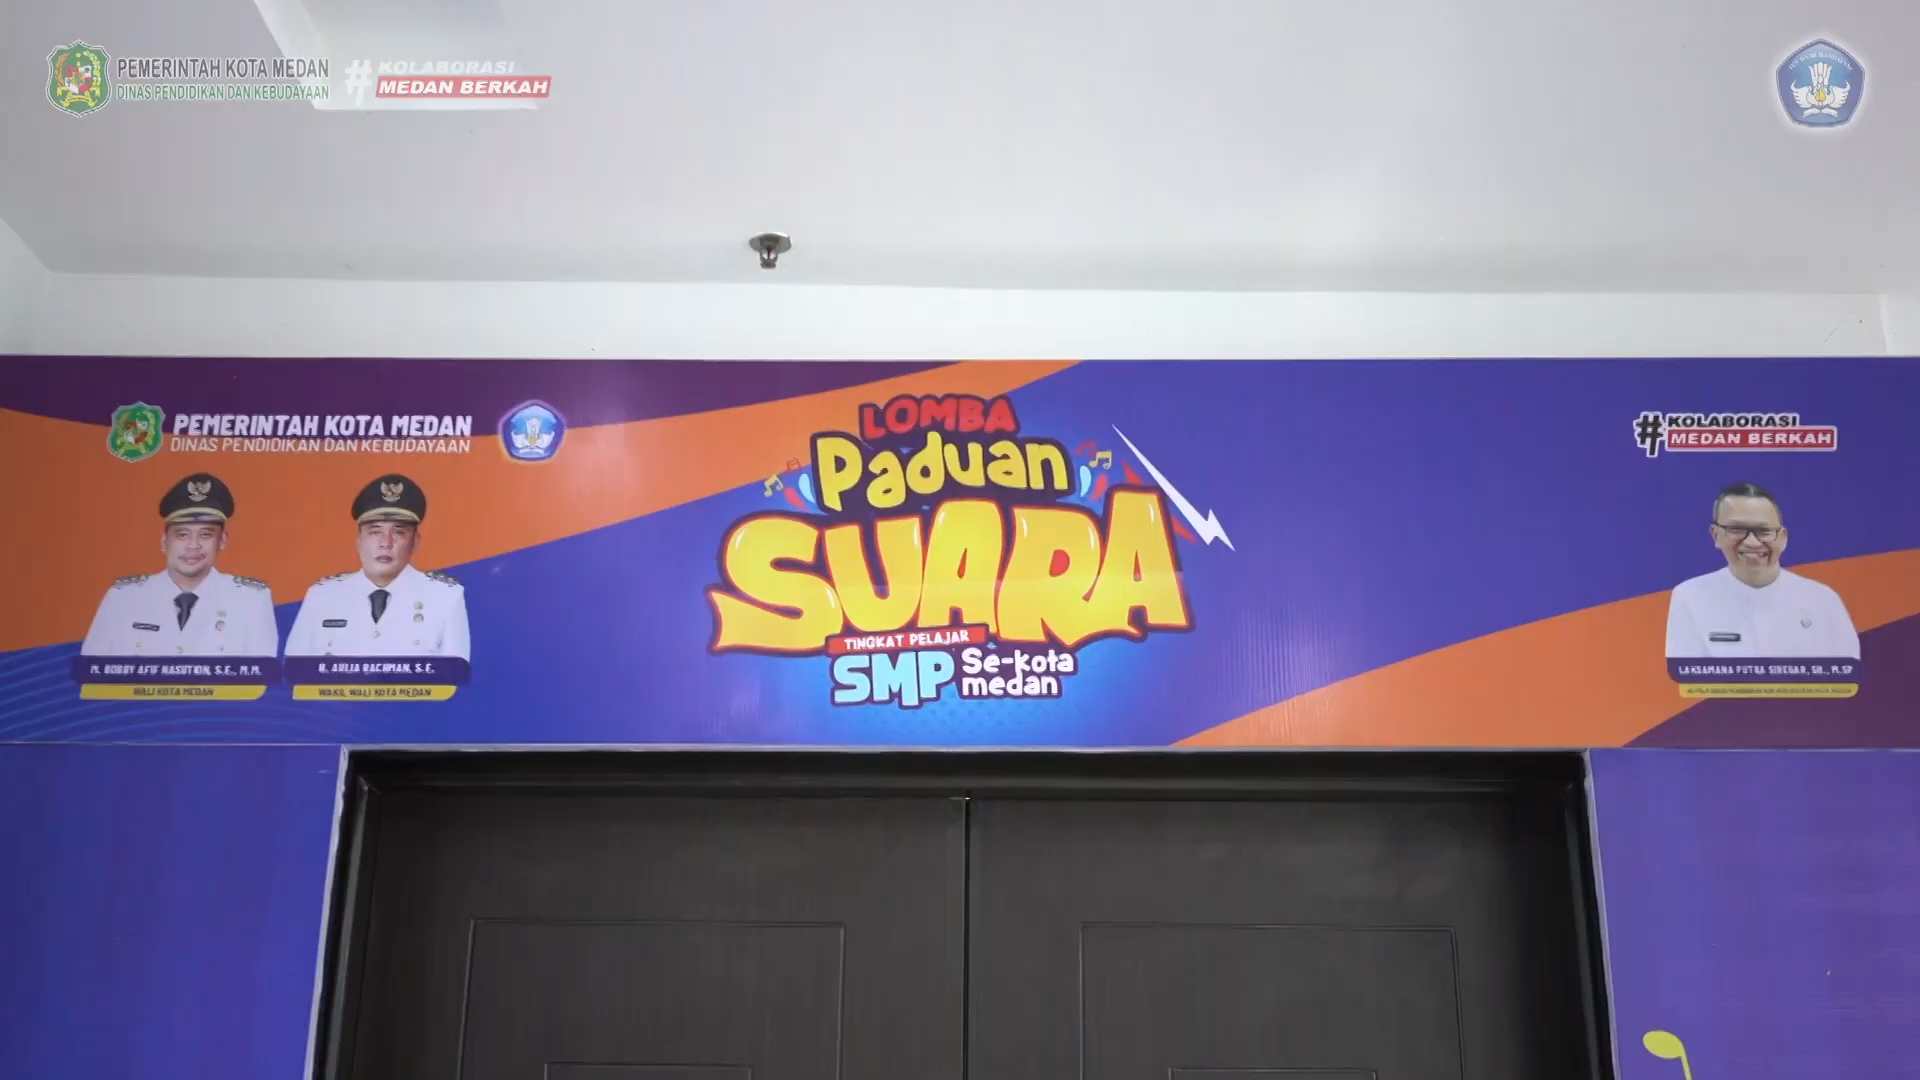 PEMERINTAH KOTA MEDAN
DINAS PENDIDIKAN DAN KEBUDAYAAN
#KOLABORASI
MEDAN BERKAH
PEMERINTAH KOTA MEDAN
DINAS PENDIDIKAN DAN KEBUDAYAAN
LOMBA
Paduan
SUARA
TINGKAT PELAJAR
SMP Se-kota
medan
#KOLABORASI
MEDAN BERKAH
M. BOBBY AFIF NASUTION, S.E., M.M.
WALI KOTA MEDAN
H. AULIA RACHMAN, S.E.
WAKIL WALI KOTA MEDAN
LAKSAMANA PUTRA SIREGAR, SH., M.SP